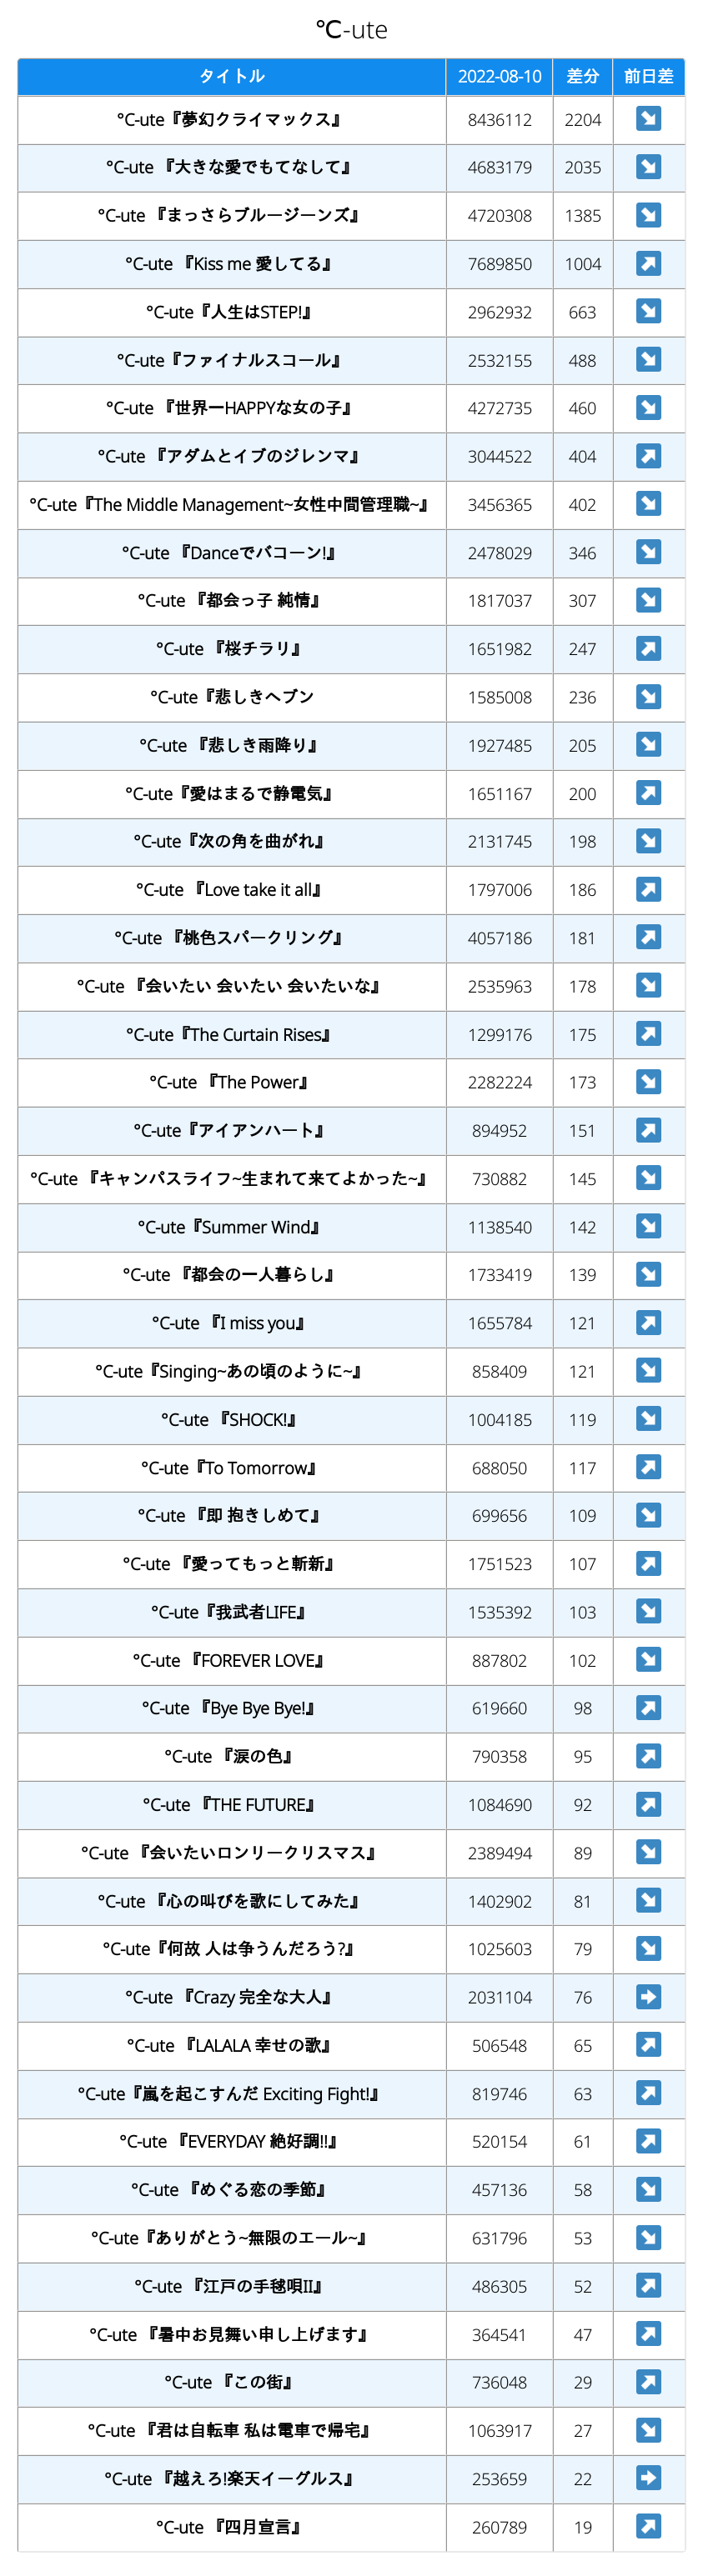 ℃-ute
タイトル 2022-08-10 差分 前日差
°C-ute『夢幻クライマックス』 8436112 2204 ↘
°C-ute 『大きな愛でもてなして』 4683179 2035 ↘
°C-ute 『まっさらブルージーンズ』 4720308 1385 ↘
°C-ute 『Kiss me 愛してる』 7689850 1004 ↗
°C-ute『人生はSTEP!』 2962932 663 ↘
°C-ute『ファイナルスコール』 2532155 488 ↘
°C-ute 『世界一HAPPYな女の子』 4272735 460 ↘
°C-ute 『アダムとイブのジレンマ』 3044522 404 ↗
°C-ute『The Middle Management~女性中間管理職~』 3456365 402 ↘
°C-ute 『Danceでバコーン!』 2478029 346 ↘
°C-ute 『都会っ子 純情』 1817037 307 ↘
°C-ute 『桜チラリ』 1651982 247 ↗
°C-ute『悲しきヘブン 1585008 236 ↘
°C-ute 『悲しき雨降り』 1927485 205 ↘
°C-ute『愛はまるで静電気』 1651167 200 ↗
°C-ute『次の角を曲がれ』 2131745 198 ↘
°C-ute 『Love take it all』 1797006 186 ↗
°C-ute 『桃色スパークリング』 4057186 181 ↗
°C-ute 『会いたい 会いたい 会いたいな』 2535963 178 ↘
°C-ute『The Curtain Rises』 1299176 175 ↗
°C-ute 『The Power』 2282224 173 ↘
°C-ute『アイアンハート』 894952 151 ↗
°C-ute 『キャンパスライフ~生まれて来てよかった~』 730882 145 ↘
°C-ute『Summer Wind』 1138540 142 ↘
°C-ute 『都会の一人暮らし』 1733419 139 ↘
°C-ute 『I miss you』 1655784 121 ↗
°C-ute『Singing~あの頃のように~』 858409 121 ↘
°C-ute 『SHOCK!』 1004185 119 ↘
°C-ute『To Tomorrow』 688050 117 ↗
°C-ute 『即 抱きしめて』 699656 109 ↘
°C-ute 『愛ってもっと斬新』 1751523 107 ↗
°C-ute『我武者LIFE』 1535392 103 ↘
°C-ute 『FOREVER LOVE』 887802 102 ↘
°C-ute 『Bye Bye Bye!』 619660 98 ↗
°C-ute 『涙の色』 790358 95 ↗
°C-ute 『THE FUTURE』 1084690 92 ↗
°C-ute 『会いたいロンリークリスマス』 2389494 89 ↘
°C-ute 『心の叫びを歌にしてみた』 1402902 81 ↘
°C-ute『何故 人は争うんだろう?』 1025603 79 ↘
°C-ute 『Crazy 完全な大人』 2031104 76 ➡
°C-ute 『LALALA 幸せの歌』 506548 65 ↗
°C-ute『嵐を起こすんだ Exciting Fight!』 819746 63 ↗
°C-ute 『EVERYDAY 絶好調!!』 520154 61 ↗
°C-ute 『めぐる恋の季節』 457136 58 ↘
°C-ute『ありがとう~無限のエール~』 631796 53 ↘
°C-ute 『江戸の手毬唄II』 486305 52 ↗
°C-ute 『暑中お見舞い申し上げます』 364541 47 ↗
°C-ute 『この街』 736048 29 ↗
°C-ute 『君は自転車 私は電車で帰宅』 1063917 27 ↘
°C-ute 『越えろ!楽天イーグルス』 253659 22 ➡
°C-ute 『四月宣言』 260789 19 ↗